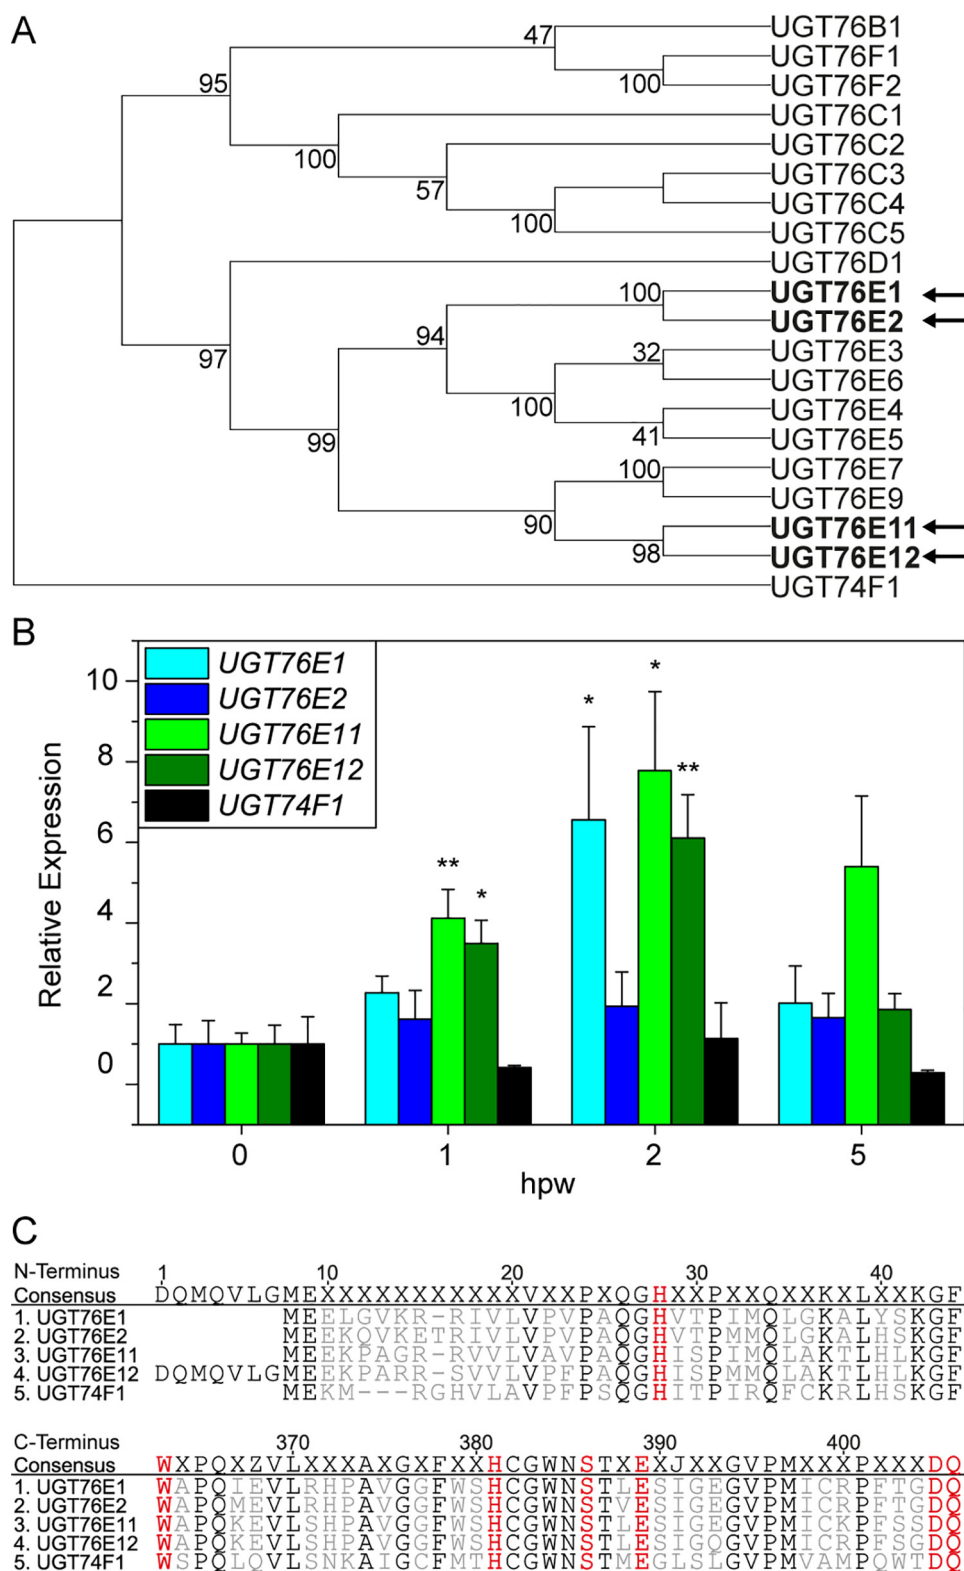 A
47
UGT76B1
UGT76F1
100
UGT76F2
95
UGT76C1
100
UGT76C2
57
UGT76C3
UGT76C4
100
UGT76C5
UGT76D1
100
UGT76E1
UGT76E2
94
97
32
UGT76E3
UGT76E6
100
UGT76E4
41
UGT76E5
99
100
UGT76E7
UGT76E9
90
UGT76E11
98
UGT76E12
UGT74F1
B
UGT76E1
UGT76E2
UGT76E11
UGT76E12
UGT74F1
Relative Expression
10
8
6
4
2
0
** *
* * **
0 1 2 5
hpw
C
N-Terminus 1 10 20 30 40
Consensus DQMQVLGMEXXXXXXXXXXXVXXPXQGHXXPXXQXXKLXXKGF
1. UGT76E1 MEELGVKR-RIVLVPVPAQGHVTPIMQLGKALYSKGF
2. UGT76E2 MEEKQVKETRIVLVPVPAQGHVTPMMQLGKALHSKGF
3. UGT76E11 MEEKPAGR-RVVLVAVPAQGHISPIMQLAKTLHLKGF
4. UGT76E12 DQMQVLGMEEKPARR-SVVLVPFPAQGHISPMMQLAKTLHLKGF
5. UGT74F1 MEKM---RGHVLAVPFPSQGHITPIRQFCKRLHSKGF
C-Terminus 370 380 390 400
Consensus WXPQXZVLXXXAXGXFXXHCGWNSTXEXJXXGVPMXXXPXXXDQ
1. UGT76E1 WAPQIEVLRHPAVGGFWSHCGWNSTLESIGEGVPMICRPFTGDQ
2. UGT76E2 WAPQMEVLRHPAVGGFWSHCGWNSTVESIGEGVPMICRPFTGDQ
3. UGT76E11 WAPQKEVLSHPAVGGFWSHCGWNSTLESIGEGVPMICKPFSSDQ
4. UGT76E12 WAPQKEVLSHPAVGGFWSHCGWNSTLESIGQGVPMICRPFSGDQ
5. UGT74F1 WSPQLQVLSNKAIGCFMTHCGWNSTMEGLSLGVPMVAMPQWTDQ